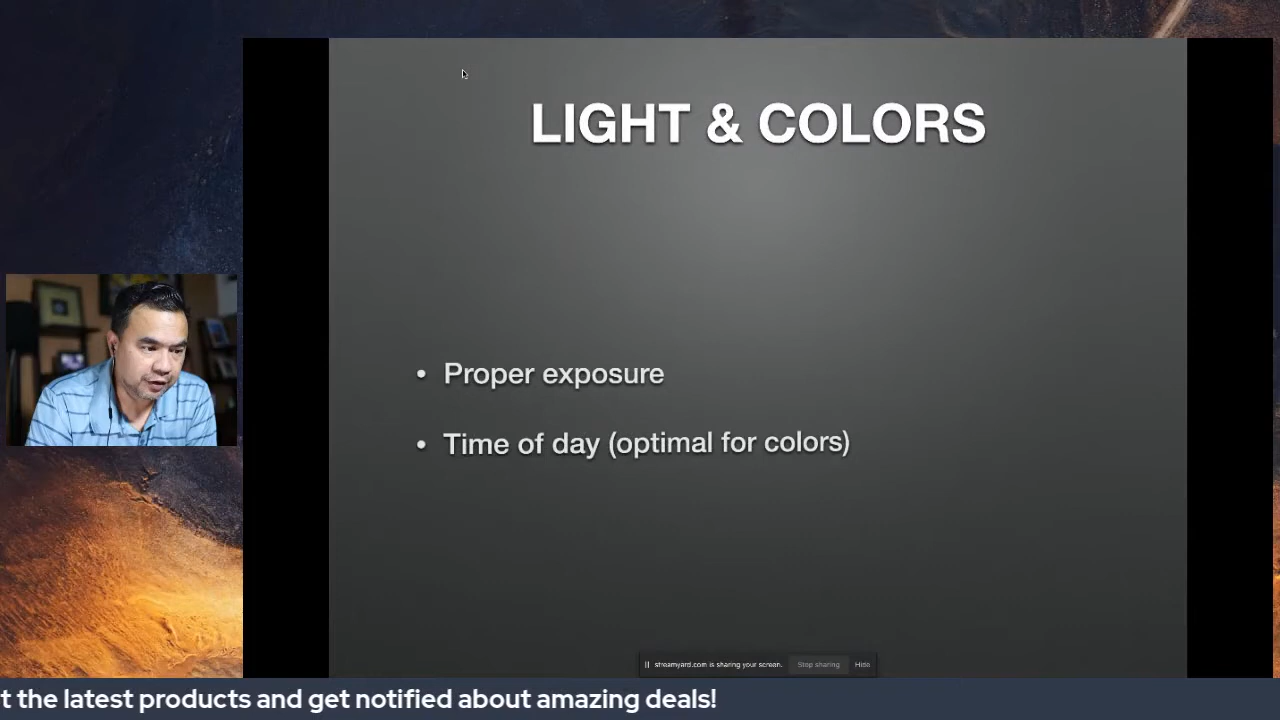 LIGHT & COLORS
• Proper exposure
• Time of day (optimal for colors)
streamyard.com is sharing your screen. Stop sharing Hide
t the latest products and get notified about amazing deals!